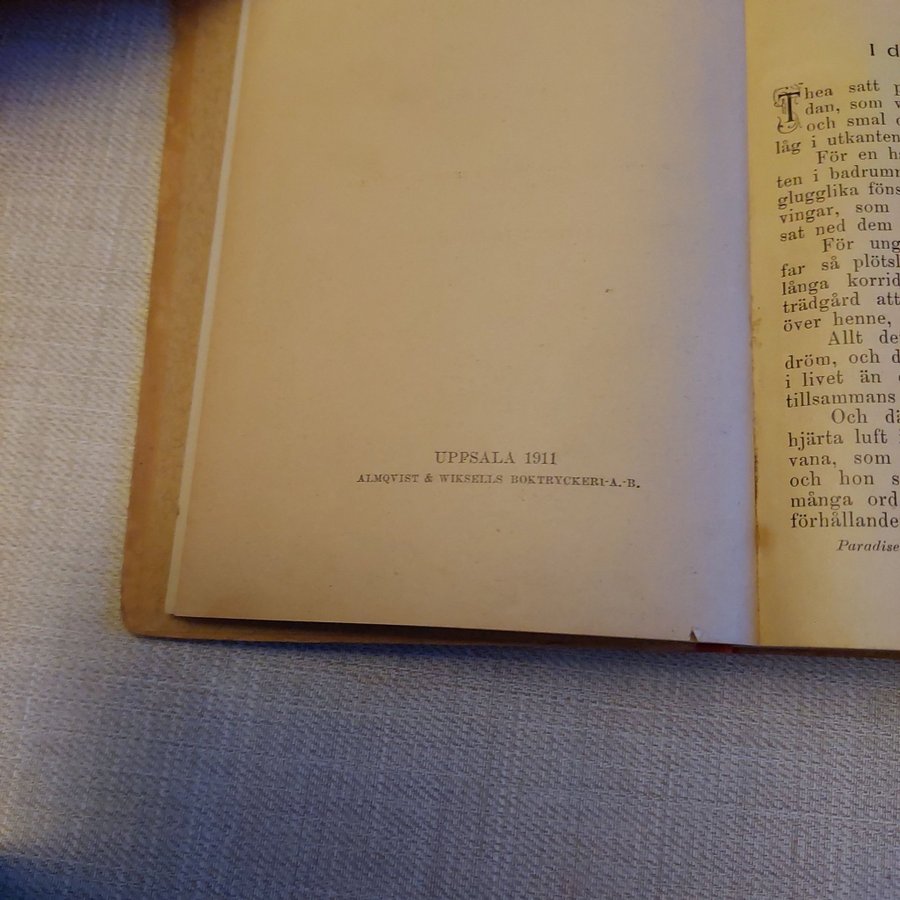 UPPSALA 1911
ALMQVIST & WIKSELLS BOKTRYCKERI-A.-B.
I d
Thea satt p
dan, som v
och smal
låg i utkanten
För en h
ten i badrum
glugglika föns
vingar, som
sat ned dem
För ung
far så plötsl
långa korrid
trädgård att
över henne,
Allt de
dröm, och d
i livet än
tillsammans
Och dä
hjärta luft
vana, som
och hon s
många ord
förhållande
Paradise